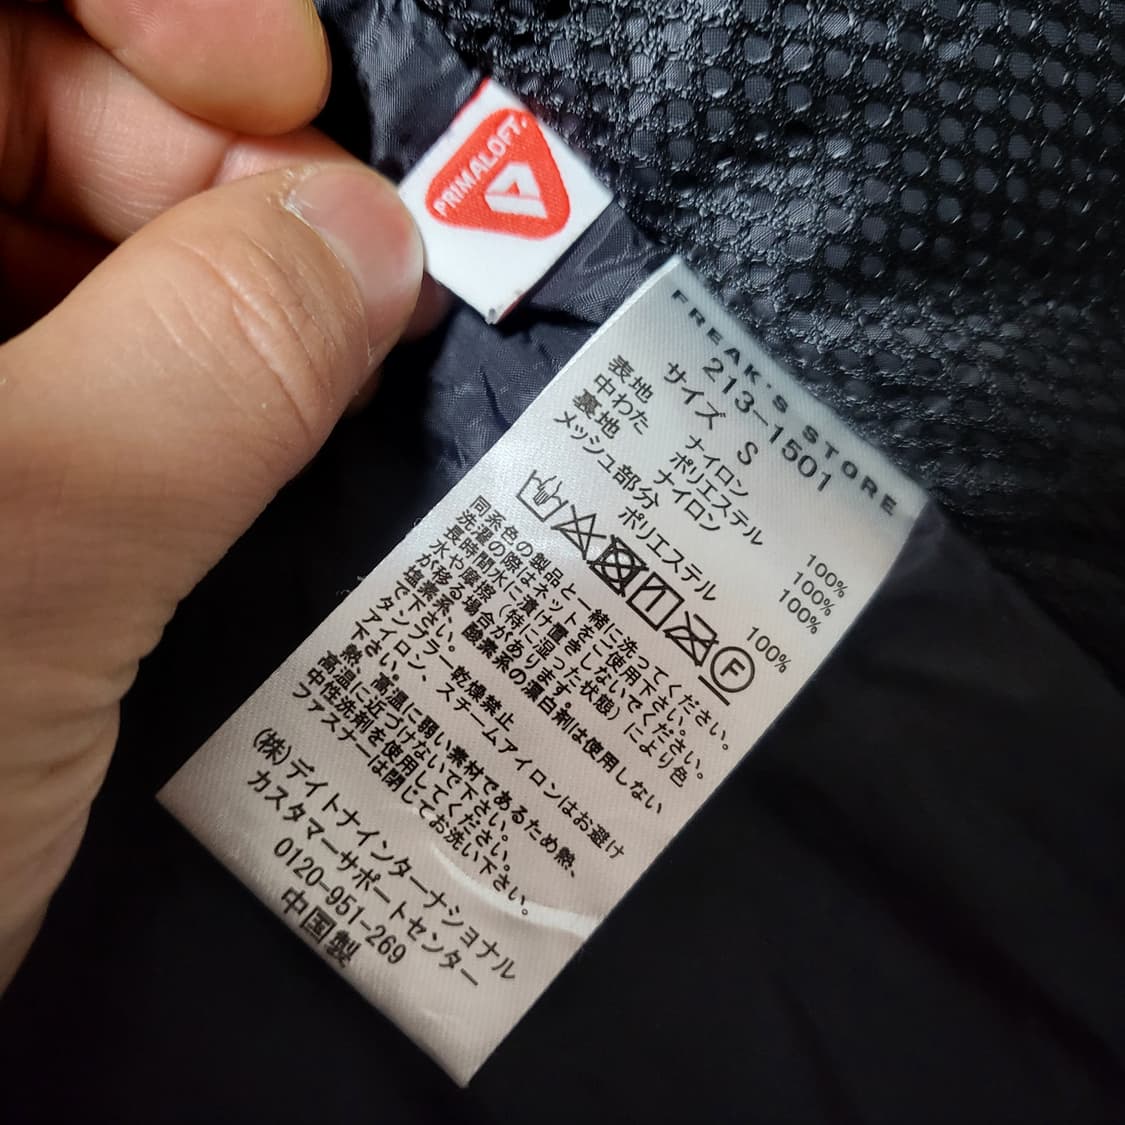 PRIMALOFT
FREAK'S STORE
213-1501
サイズ S
表地 ナイロン 100%
中わた ポリエステル 100%
裏地 ナイロン 100%
メッシュ部分 ポリエステル 100%
F
同系色の製品と一緒に洗ってください。
洗濯の際はネットをご使用下さい。
長時間水に漬け置きしないでください。
水や摩擦(特に湿った状態)により色
が移る場合があります。
塩素系、酸素系の漂白剤は使用しない
で下さい。
タンブラー乾燥禁止
アイロン、スチームアイロンはお避け
下さい。
熱、高温に弱い素材であるため熱、
高温に近づけないで下さい。
中性洗剤を使用してください。
ファスナーは閉じてお洗い下さい。
(株)デイトナインターナショナル
カスタマーサポートセンター
0120-951-269
中国製